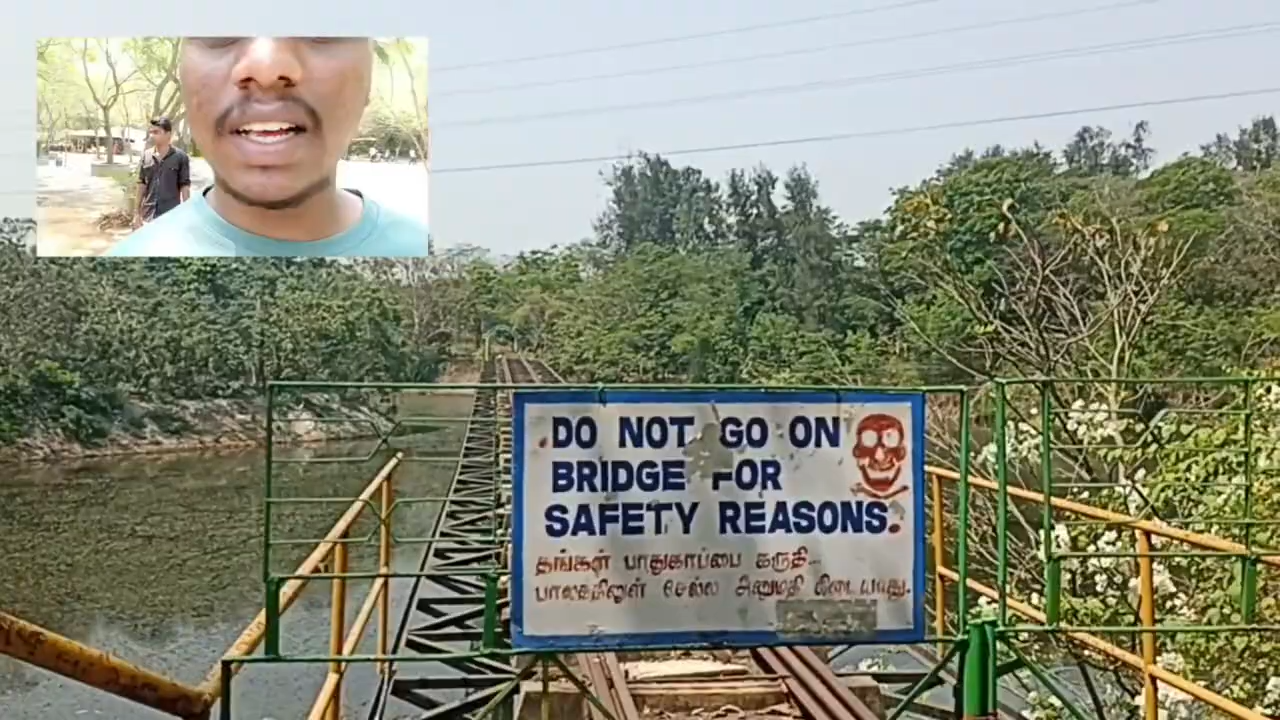 DO NOT GO ON
BRIDGE FOR
SAFETY REASONS.
தங்கள் பாதுகாப்பை கருதி..
பாலத்தினுள் செல்ல அனுமதி கிடையாது.